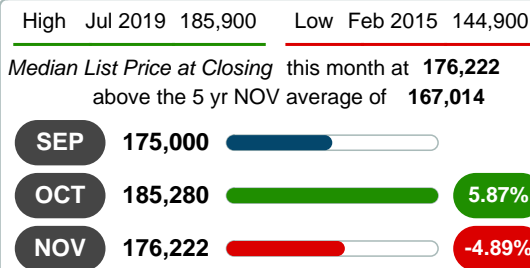 High Jul 2019 185,900 Low Feb 2015 144,900
Median List Price at Closing this month at 176,222
above the 5 yr NOV average of 167,014
SEP 175,000
OCT 185,280 5.87%
NOV 176,222 -4.89%